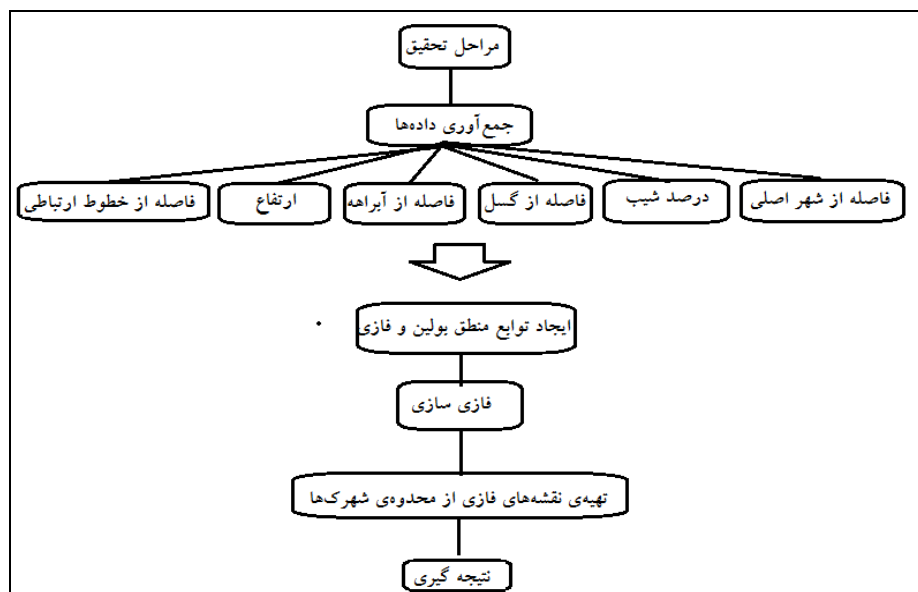 مراحل تحقیق
جمع‌آوری داده‌ها
فاصله از شهر اصلی
درصد شیب
فاصله از گسل
فاصله از آبراهه
ارتفاع
فاصله از خطوط ارتباطی
ایجاد توابع منطق بولین و فازی
فازی سازی
تهیه‌ی نقشه‌های فازی از محدوه‌ی شهرک‌ها
نتیجه گیری